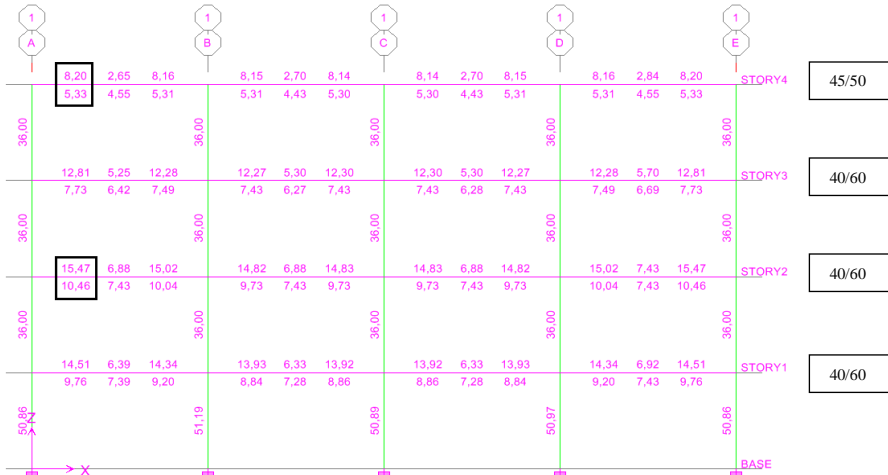 1 1 1 1 1
A B C D E
8,20 2,65 8,16 8,15 2,70 8,14 8,14 2,70 8,15 8,16 2,84 8,20
STORY4 45/50
5,33 4,55 5,31 5,31 4,43 5,30 5,30 4,43 5,31 5,31 4,55 5,33
36,00 36,00 36,00 36,00 36,00
12,81 5,25 12,28 12,27 5,30 12,30 12,30 5,30 12,27 12,28 5,70 12,81
STORY3 40/60
7,73 6,42 7,49 7,43 6,27 7,43 7,43 6,28 7,43 7,49 6,69 7,73
36,00 36,00 36,00 36,00 36,00
15,47 6,88 15,02 14,82 6,88 14,83 14,83 6,88 14,82 15,02 7,43 15,47
STORY2 40/60
10,46 7,43 10,04 9,73 7,43 9,73 9,73 7,43 9,73 10,04 7,43 10,46
36,00 36,00 36,00 36,00 36,00
14,51 6,39 14,34 13,93 6,33 13,92 13,92 6,33 13,93 14,34 6,92 14,51
STORY1 40/60
9,76 7,39 9,20 8,84 7,28 8,86 8,86 7,28 8,84 9,20 7,43 9,76
50,86 51,19 50,89 50,97 50,86
Z
X
BASE